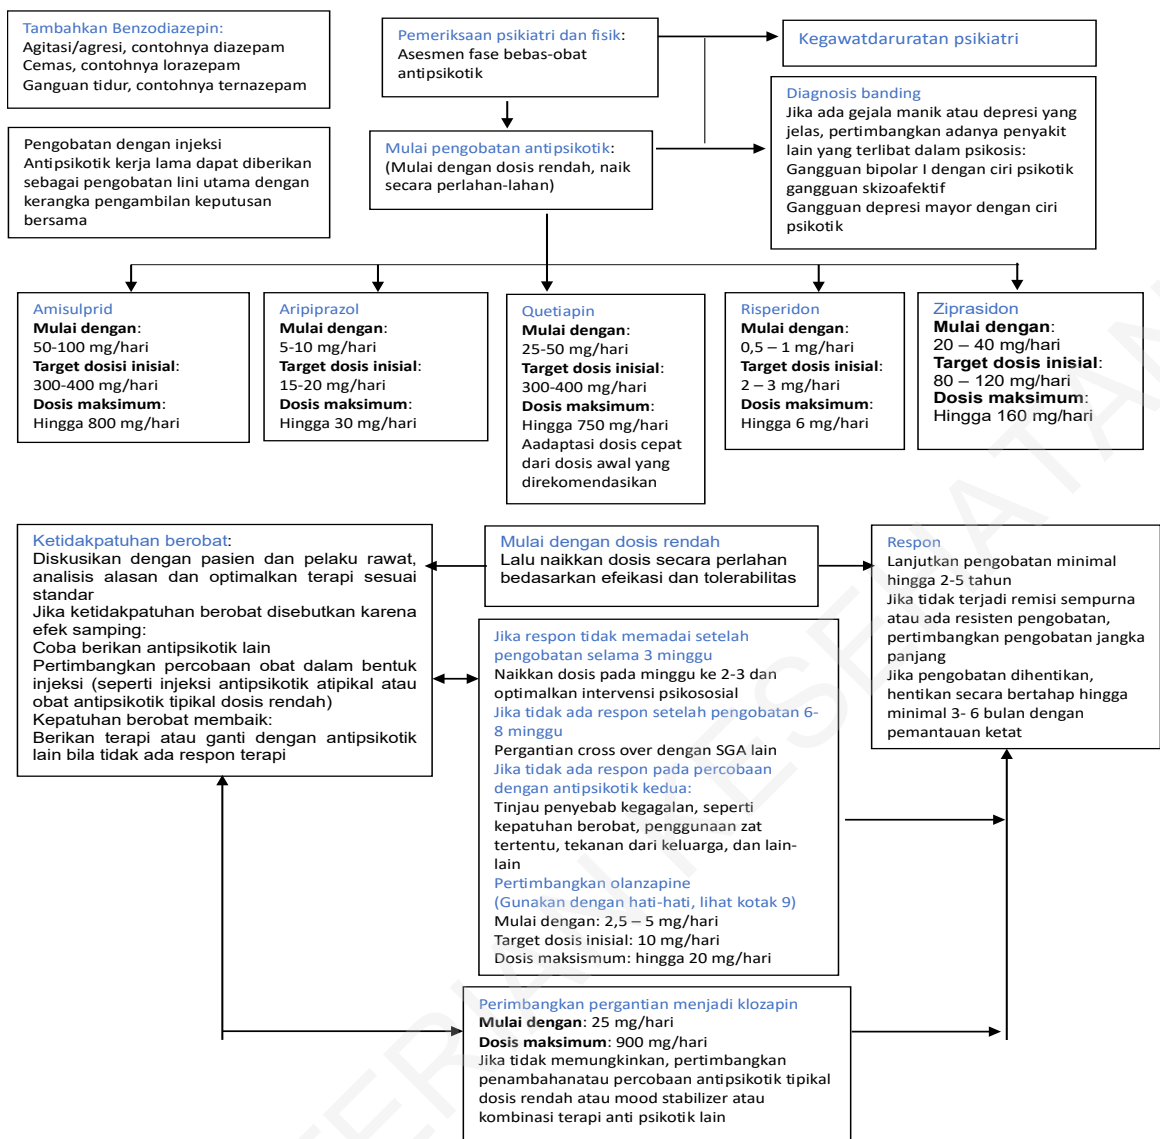 Tambahkan Benzodiazepin:
Agitasi/agresi, contohnya diazepam
Cemas, contohnya lorazepam
Ganguan tidur, contohnya ternazepam
Pengobatan dengan injeksi
Antipsikotik kerja lama dapat diberikan
sebagai pengobatan lini utama dengan
kerangka pengambilan keputusan
bersama
Pemeriksaan psikiatri dan fisik:
Asesmen fase bebas-obat
antipsikotik
Kegawatdaruratan psikiatri
Mulai pengobatan antipsikotik:
(Mulai dengan dosis rendah, naik
secara perlahan-lahan)
Diagnosis banding
Jika ada gejala manik atau depresi yang
jelas, pertimbangkan adanya penyakit
lain yang terlibat dalam psikosis:
Gangguan bipolar I dengan ciri psikotik
gangguan skizoafektif
Gangguan depresi mayor dengan ciri
psikotik
Amisulprid
Mulai dengan:
50-100 mg/hari
Target dosisi inisial:
300-400 mg/hari
Dosis maksimum:
Hingga 800 mg/hari
Aripiprazol
Mulai dengan:
5-10 mg/hari
Target dosis inisial:
15-20 mg/hari
Dosis maksimum:
Hingga 30 mg/hari
Quetiapin
Mulai dengan:
25-50 mg/hari
Target dosis inisial:
300-400 mg/hari
Dosis maksimum:
Hingga 750 mg/hari
Aadaptasi dosis cepat
dari dosis awal yang
direkomendasikan
Risperidon
Mulai dengan:
0,5 – 1 mg/hari
Target dosis inisial:
2 – 3 mg/hari
Dosis maksimum:
Hingga 6 mg/hari
Ziprasidon
Mulai dengan:
20 – 40 mg/hari
Target dosis inisial:
80 – 120 mg/hari
Dosis maksimum:
Hingga 160 mg/hari
Ketidakpatuhan berobat:
Diskusikan dengan pasien dan pelaku rawat,
analisis alasan dan optimalkan terapi sesuai
standar
Jika ketidakpatuhan berobat disebutkan karena
efek samping:
Coba berikan antipsikotik lain
Pertimbangkan percobaan obat dalam bentuk
injeksi (seperti injeksi antipsikotik atipikal atau
obat antipsikotik tipikal dosis rendah)
Kepatuhan berobat membaik:
Berikan terapi atau ganti dengan antipsikotik
lain bila tidak ada respon terapi
Mulai dengan dosis rendah
Lalu naikkan dosis secara perlahan
bedasarkan efeikasi dan tolerabilitas
Respon
Lanjutkan pengobatan minimal
hingga 2-5 tahun
Jika tidak terjadi remisi sempurna
atau ada resisten pengobatan,
pertimbangkan pengobatan jangka
panjang
Jika pengobatan dihentikan,
hentikan secara bertahap hingga
minimal 3- 6 bulan dengan
pemantauan ketat
Jika respon tidak memadai setelah
pengobatan selama 3 minggu
Naikkan dosis pada minggu ke 2-3 dan
optimalkan intervensi psikososial
Jika tidak ada respon setelah pengobatan 6-
8 minggu
Pergantian cross over dengan SGA lain
Jika tidak ada respon pada percobaan
dengan antipsikotik kedua:
Tinjau penyebab kegagalan, seperti
kepatuhan berobat, penggunaan zat
tertentu, tekanan dari keluarga, dan lain-
lain
Pertimbangkan olanzapine
(Gunakan dengan hati-hati, lihat kotak 9)
Mulai dengan: 2,5 – 5 mg/hari
Target dosis inisial: 10 mg/hari
Dosis maksismum: hingga 20 mg/hari
Perimbangkan pergantian menjadi klozapin
Mulai dengan: 25 mg/hari
Dosis maksimum: 900 mg/hari
Jika tidak memungkinkan, pertimbangkan
penambahanatau percobaan antipsikotik tipikal
dosis rendah atau mood stabilizer atau
kombinasi terapi anti psikotik lain